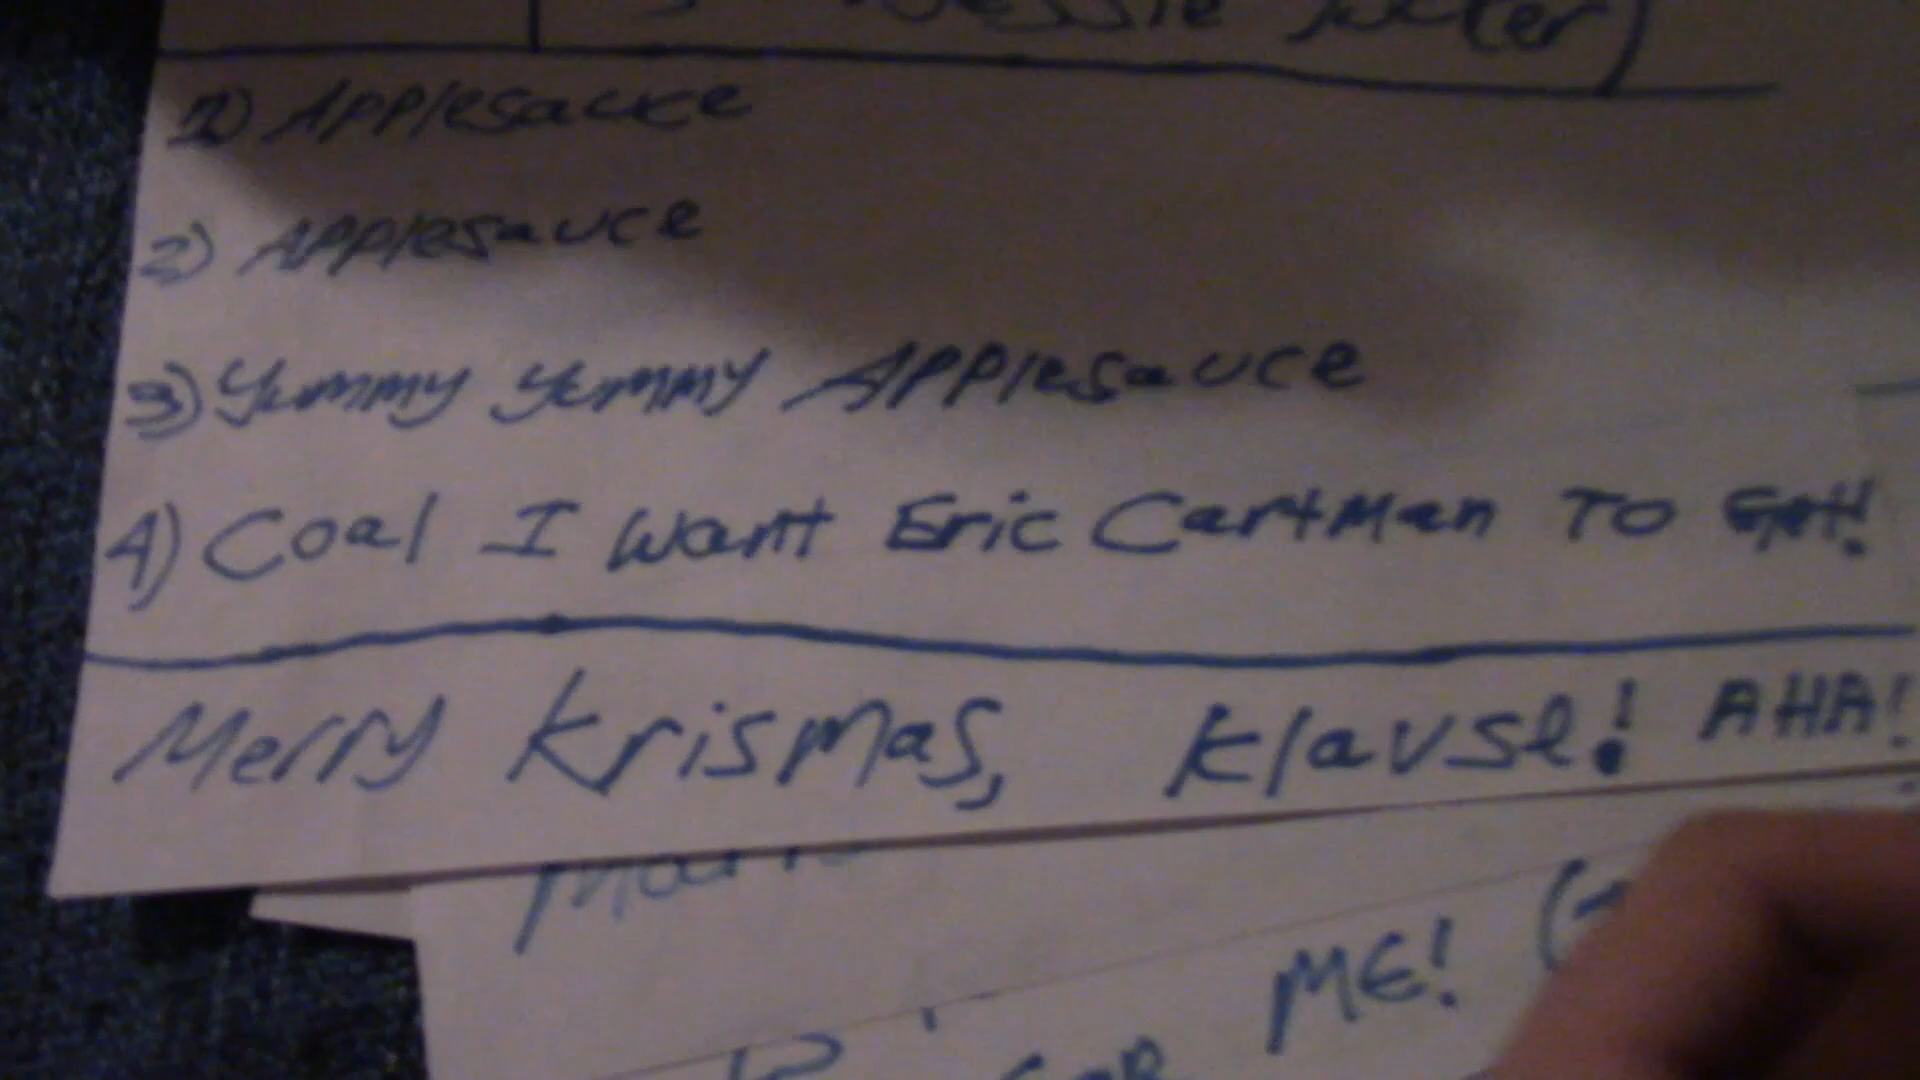 1) Applesauce
2) Applesauce
3) Yummy Yummy Applesauce
4) Coal I want Eric Cartman To
Merry Krismas, Klause! AHA!
ME!
FOR